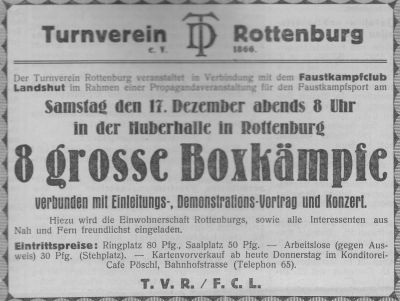 Turnverein TD Rottenburg
e. V. 1866.
Der Turnverein Rottenburg veranstaltet in Verbindung mit dem Faustkampfclub
Landshut im Rahmen einer Propagandaveranstaltung für den Faustkampfsport am
Samstag den 17. Dezember abends 8 Uhr
in der Huberhalle in Rottenburg
8 grosse Boxkämpfe
verbunden mit Einleitungs-, Demonstrations-Vortrag und Konzert.
Hiezu wird die Einwohnerschaft Rottenburgs, sowie alle Interessenten aus
Nah und Fern freundlichst eingeladen.
Eintrittspreise: Ringplatz 80 Pfg., Saalplatz 50 Pfg. — Arbeitslose (gegen Aus-
weis) 30 Pfg. (Stehplatz). — Kartenvorverkauf ab heute Donnerstag im Konditorei-
Cafe Pöschl, Bahnhofstrasse (Telephon 65).
T. V. R. / F. C. L.